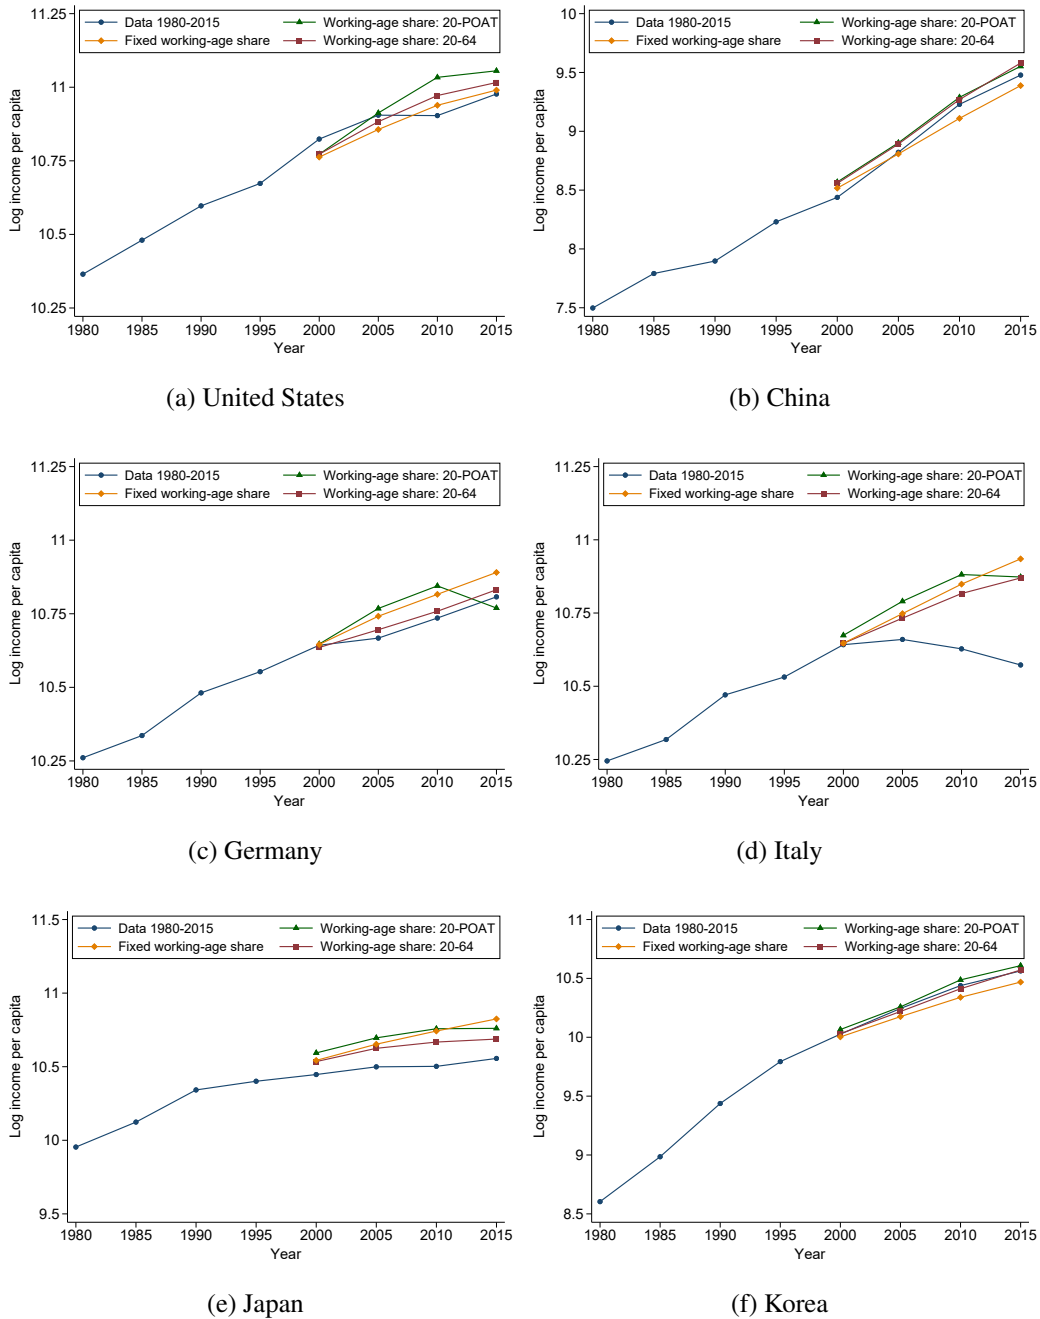 Log income per capita
11.25
11
10.75
10.5
10.25
Data 1980-2015
Working-age share: 20-POAT
Fixed working-age share
Working-age share: 20-64
1980 1985 1990 1995 2000 2005 2010 2015
Year
(a) United States
Log income per capita
10
9.5
9
8.5
8
7.5
Data 1980-2015
Working-age share: 20-POAT
Fixed working-age share
Working-age share: 20-64
1980 1985 1990 1995 2000 2005 2010 2015
Year
(b) China
Log income per capita
11.25
11
10.75
10.5
10.25
Data 1980-2015
Working-age share: 20-POAT
Fixed working-age share
Working-age share: 20-64
1980 1985 1990 1995 2000 2005 2010 2015
Year
(c) Germany
Log income per capita
11.25
11
10.75
10.5
10.25
Data 1980-2015
Working-age share: 20-POAT
Fixed working-age share
Working-age share: 20-64
1980 1985 1990 1995 2000 2005 2010 2015
Year
(d) Italy
Log income per capita
11.5
11
10.5
10
9.5
Data 1980-2015
Working-age share: 20-POAT
Fixed working-age share
Working-age share: 20-64
1980 1985 1990 1995 2000 2005 2010 2015
Year
(e) Japan
Log income per capita
11
10.5
10
9.5
9
8.5
Data 1980-2015
Working-age share: 20-POAT
Fixed working-age share
Working-age share: 20-64
1980 1985 1990 1995 2000 2005 2010 2015
Year
(f) Korea